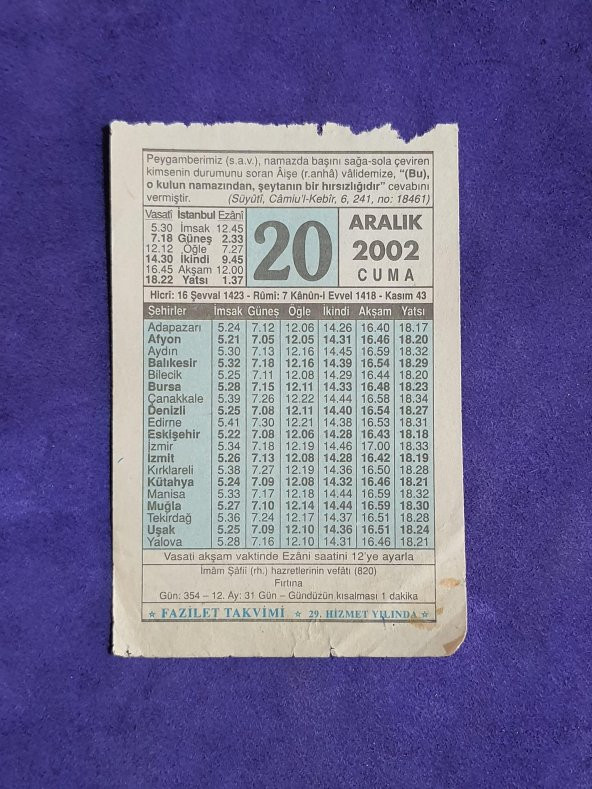 Peygamberimiz (s.a.v.), namazda başını sağa-sola çeviren
kimsenin durumunu soran Âişe (r.anhâ) vâlidemize, “(Bu),
o kulun namazından, şeytanın bir hırsızlığıdır” cevabını
vermiştir. (Süyûtî, Câmiu'l-Kebîr, 6, 241, no: 18461)
Vasatî İstanbul Ezânî
5.30 İmsak 12.45
7.18 Güneş 2.33
12.12 Öğle 7.27
14.30 İkindi 9.45
16.45 Akşam 12.00
18.22 Yatsı 1.37
20
ARALIK
2002
CUMA
Hicrî: 16 Şevval 1423 - Rûmî: 7 Kânûn-i Evvel 1418 - Kasım 43
Şehirler İmsak Güneş Öğle İkindi Akşam Yatsı
Adapazarı 5.24 7.12 12.06 14.26 16.40 18.17
Afyon 5.21 7.05 12.05 14.31 16.46 18.20
Aydın 5.30 7.13 12.16 14.45 16.59 18.32
Balıkesir 5.32 7.18 12.16 14.39 16.54 18.29
Bilecik 5.25 7.11 12.08 14.29 16.44 18.20
Bursa 5.28 7.15 12.11 14.33 16.48 18.23
Çanakkale 5.39 7.26 12.22 14.44 16.58 18.34
Denizli 5.25 7.08 12.11 14.40 16.54 18.27
Edirne 5.41 7.30 12.21 14.38 16.53 18.31
Eskişehir 5.22 7.08 12.06 14.28 16.43 18.18
İzmir 5.34 7.18 12.19 14.46 17.00 18.33
İzmit 5.26 7.13 12.08 14.28 16.42 18.19
Kırklareli 5.38 7.27 12.19 14.36 16.50 18.28
Kütahya 5.24 7.09 12.08 14.32 16.46 18.21
Manisa 5.33 7.17 12.18 14.44 16.59 18.32
Muğla 5.27 7.10 12.14 14.44 16.59 18.30
Tekirdağ 5.36 7.24 12.17 14.37 16.51 18.28
Uşak 5.25 7.09 12.10 14.36 16.51 18.24
Yalova 5.28 7.16 12.10 14.31 16.46 18.21
Vasati akşam vaktinde Ezânî saatini 12'ye ayarla
İmâm Şâfiî (rh.) hazretlerinin vefâtı (820)
Fırtına
Gün: 354 – 12. Ay: 31 Gün – Gündüzün kısalması 1 dakika
☆ FAZİLET TAKVİMİ ☆ 29. HİZMET YILINDA ☆